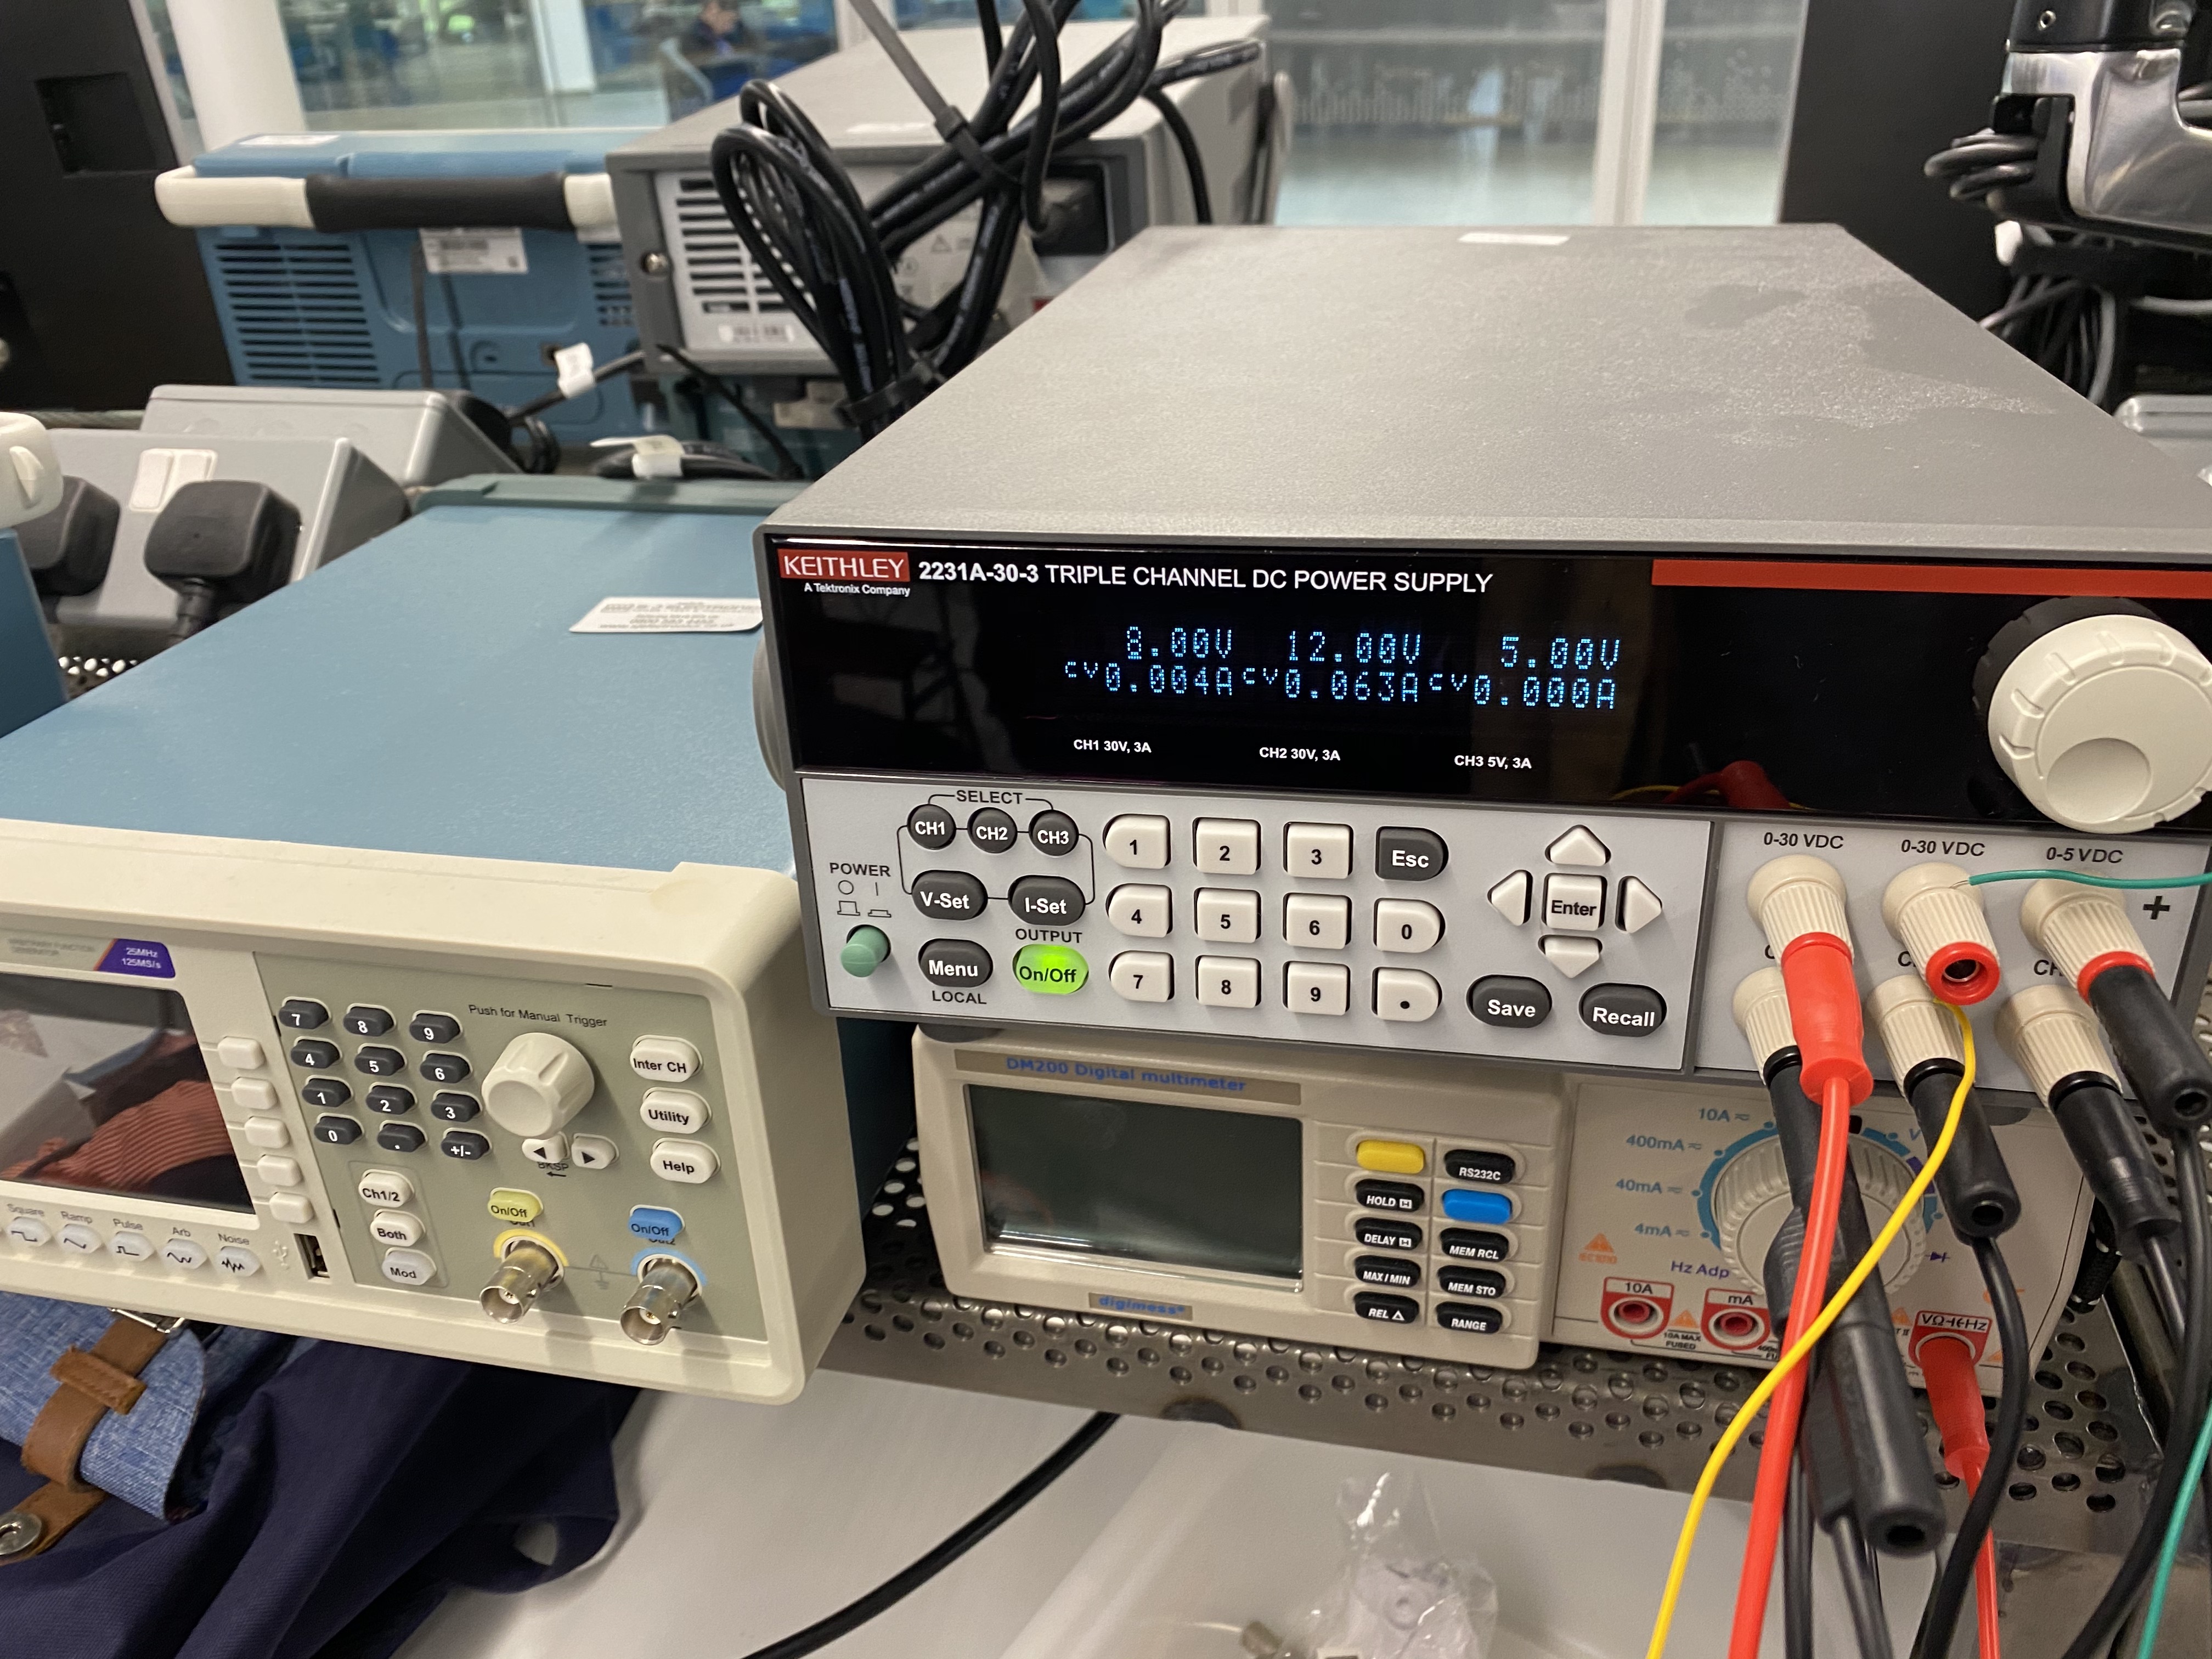 KEITHLEY
A Tektronix Company
2231A-30-3 TRIPLE CHANNEL DC POWER SUPPLY
8.00V 12.00V 5.00V
CV0.004A CV0.063A CV0.000A
CH1 30V, 3A CH2 30V, 3A CH3 5V, 3A
SELECT
CH1 CH2 CH3
POWER
V-Set I-Set
OUTPUT
Menu On/Off
LOCAL
1 2 3 Esc
4 5 6 0
7 8 9 .
Enter
Save Recall
0-30 VDC 0-30 VDC 0-5 VDC
+
25MHz
125MS/s
Push for Manual Trigger
7 8 9
4 5 6
1 2 3
0 . +/-
Inter CH
Utility
Help
BKSP
Ch1/2
Both
Mod
On/Off
On/Off
Square Ramp Pulse Arb Noise
DM200 Digital multimeter
digimess®
RS232C
HOLD H
DELAY H
MEM RCL
MAX / MIN
MEM STO
REL △
RANGE
10A
400mA
40mA
4mA
Hz Adp
10A
mA
10A MAX
FUSED
VΩ Hz